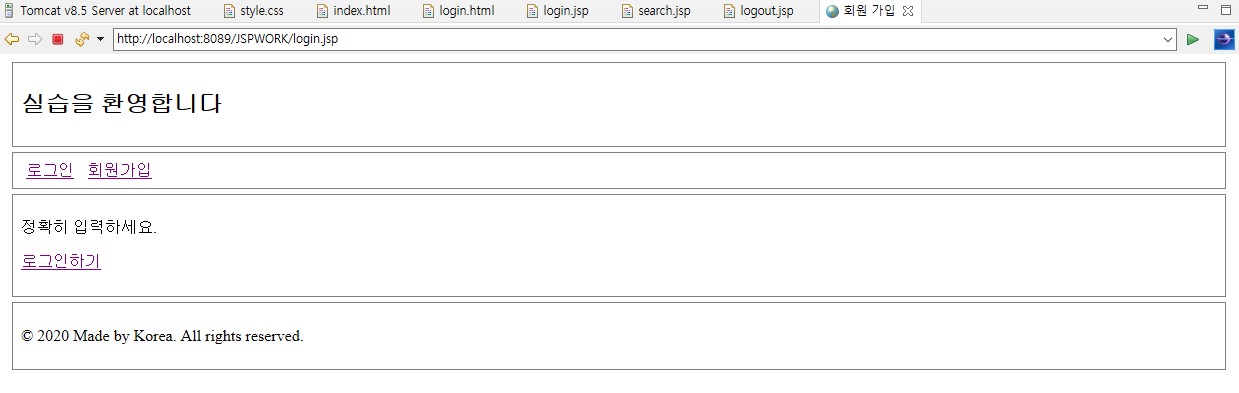 Tomcat v8.5 Server at localhost style.css index.html login.html login.jsp search.jsp logout.jsp 회원 가입
http://localhost:8089/JSPWORK/login.jsp
실습을 환영합니다
로그인 회원가입
정확히 입력하세요.
로그인하기
© 2020 Made by Korea. All rights reserved.